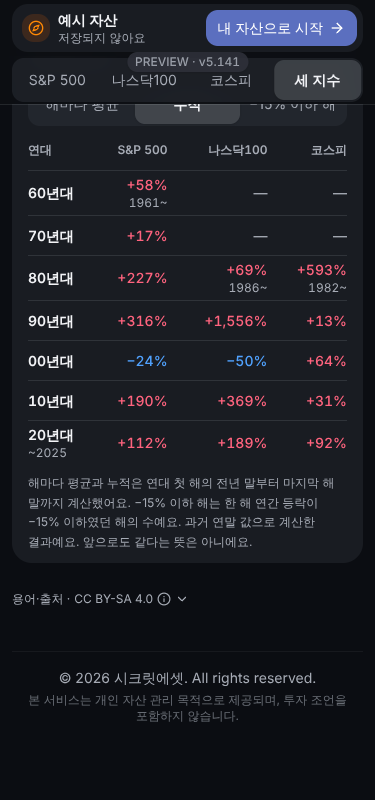 예시 자산
저장되지 않아요
내 자산으로 시작 →
PREVIEW · v5.141
S&P 500 나스닥100 코스피 세 지수
해마다 평균 누적 −15% 이하 해
연대 S&P 500 나스닥100 코스피
60년대 +58% — —
1961~
70년대 +17% — —
80년대 +227% +69% +593%
1986~ 1982~
90년대 +316% +1,556% +13%
00년대 −24% −50% +64%
10년대 +190% +369% +31%
20년대 +112% +189% +92%
~2025
해마다 평균과 누적은 연대 첫 해의 전년 말부터 마지막 해
말까지 계산했어요. −15% 이하 해는 한 해 연간 등락이
−15% 이하였던 해의 수예요. 과거 연말 값으로 계산한
결과예요. 앞으로도 같다는 뜻은 아니에요.
용어·출처 · CC BY-SA 4.0
© 2026 시크릿에셋. All rights reserved.
본 서비스는 개인 자산 관리 목적으로 제공되며, 투자 조언을
포함하지 않습니다.